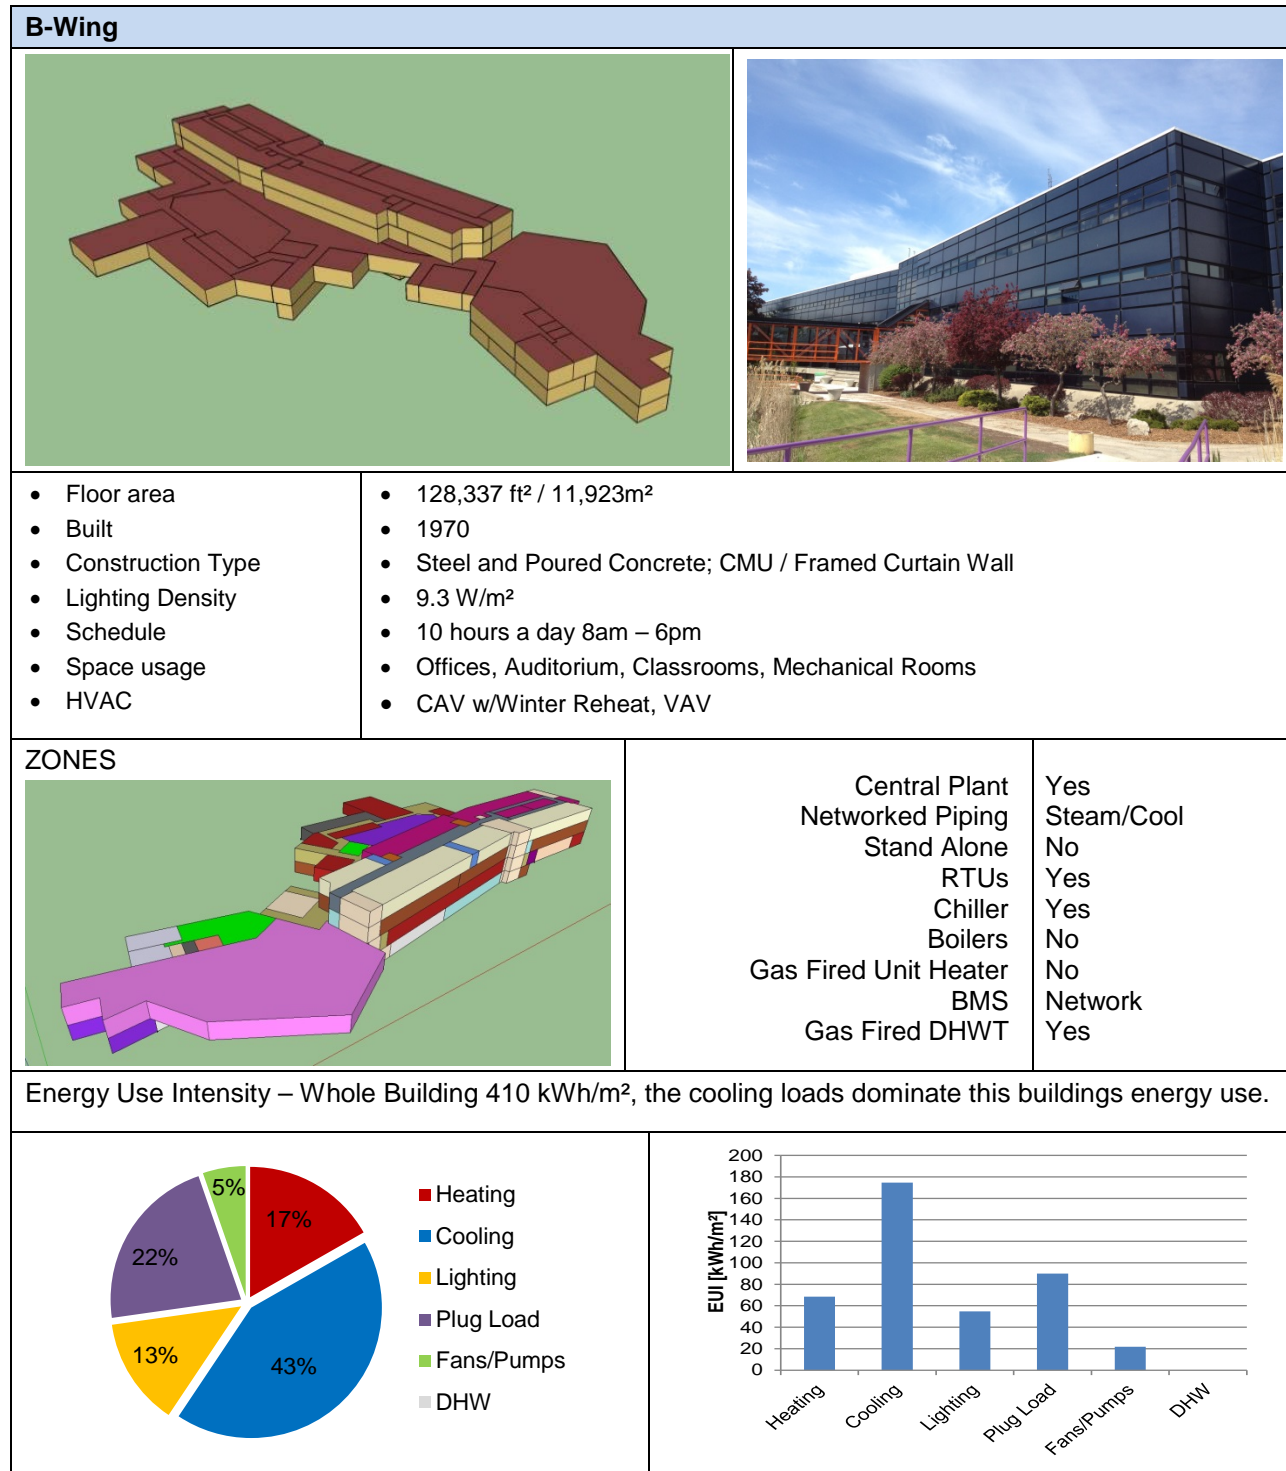 B-Wing
• Floor area
• Built
• Construction Type
• Lighting Density
• Schedule
• Space usage
• HVAC
• 128,337 ft² / 11,923m²
• 1970
• Steel and Poured Concrete; CMU / Framed Curtain Wall
• 9.3 W/m²
• 10 hours a day 8am – 6pm
• Offices, Auditorium, Classrooms, Mechanical Rooms
• CAV w/Winter Reheat, VAV
ZONES
Central Plant Yes
Networked Piping Steam/Cool
Stand Alone No
RTUs Yes
Chiller Yes
Boilers No
Gas Fired Unit Heater No
BMS Network
Gas Fired DHWT Yes
Energy Use Intensity – Whole Building 410 kWh/m², the cooling loads dominate this buildings energy use.
5%
17%
22%
13%
43%
Heating
Cooling
Lighting
Plug Load
Fans/Pumps
DHW
EUI [kWh/m²]
200
180
160
140
120
100
80
60
40
20
0
Heating
Cooling
Lighting
Plug Load
Fans/Pumps
DHW